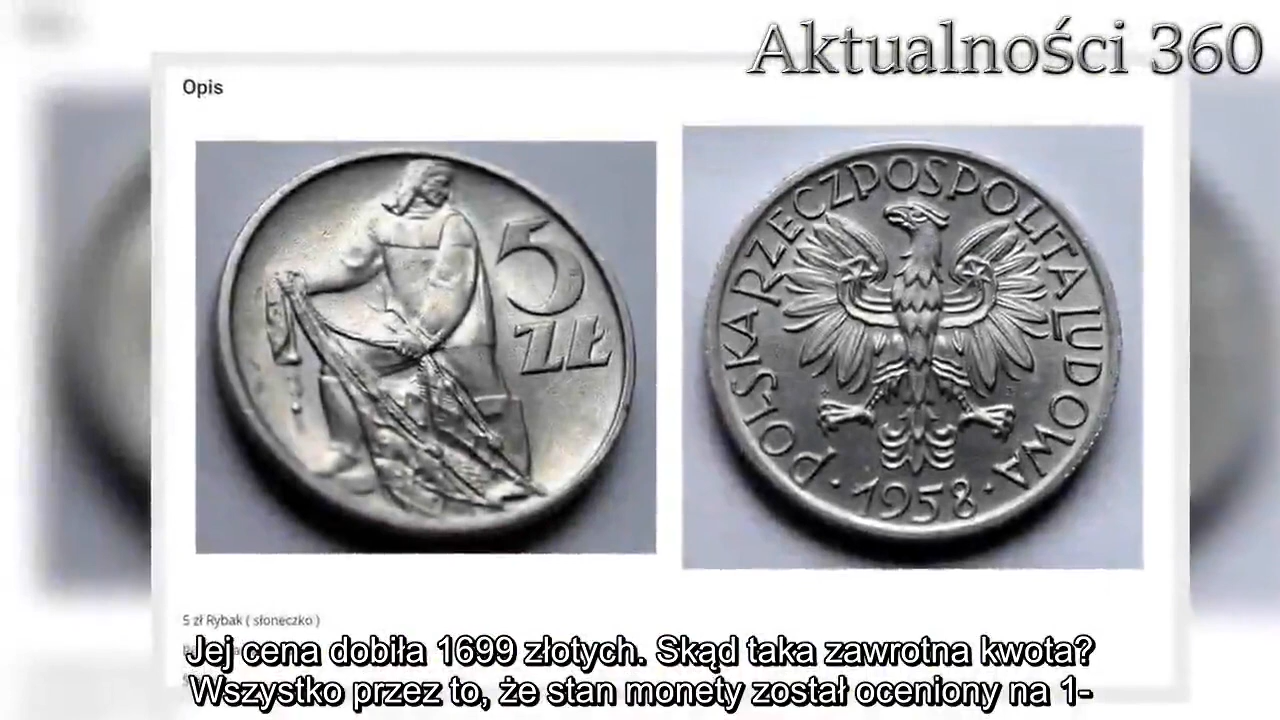 Aktualności 360
Opis
5
ZŁ
POLSKA RZECZPOSPOLITA LUDOWA
· 1958 ·
5 zł Rybak ( słoneczko )
Jej cena dobiła 1699 złotych. Skąd taka zawrotna kwota?
Wszystko przez to, że stan monety został oceniony na 1-